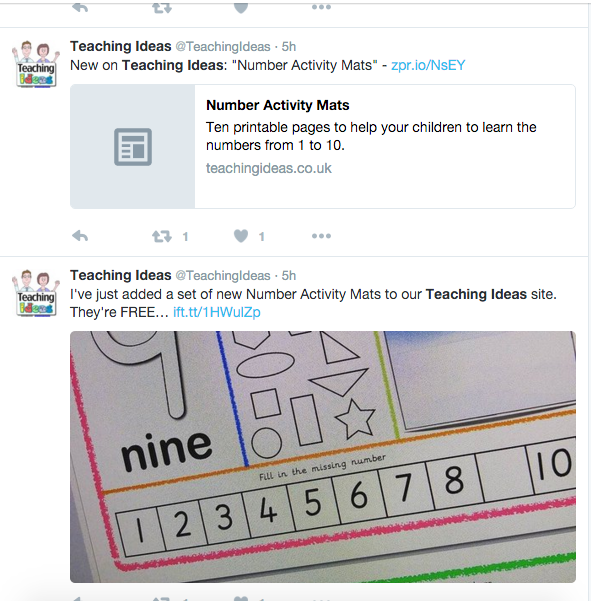 Teaching Ideas @TeachingIdeas · 5h
New on Teaching Ideas: "Number Activity Mats" - zpr.io/NsEY
Teaching
Ideas
Number Activity Mats
Ten printable pages to help your children to learn the
numbers from 1 to 10.
teachingideas.co.uk
1 1
Teaching Ideas @TeachingIdeas · 5h
I've just added a set of new Number Activity Mats to our Teaching Ideas site.
They're FREE... ift.tt/1HWuIZp
Teaching
Ideas
9
nine
Fill in the missing number
1 2 3 4 5 6 7 8 10